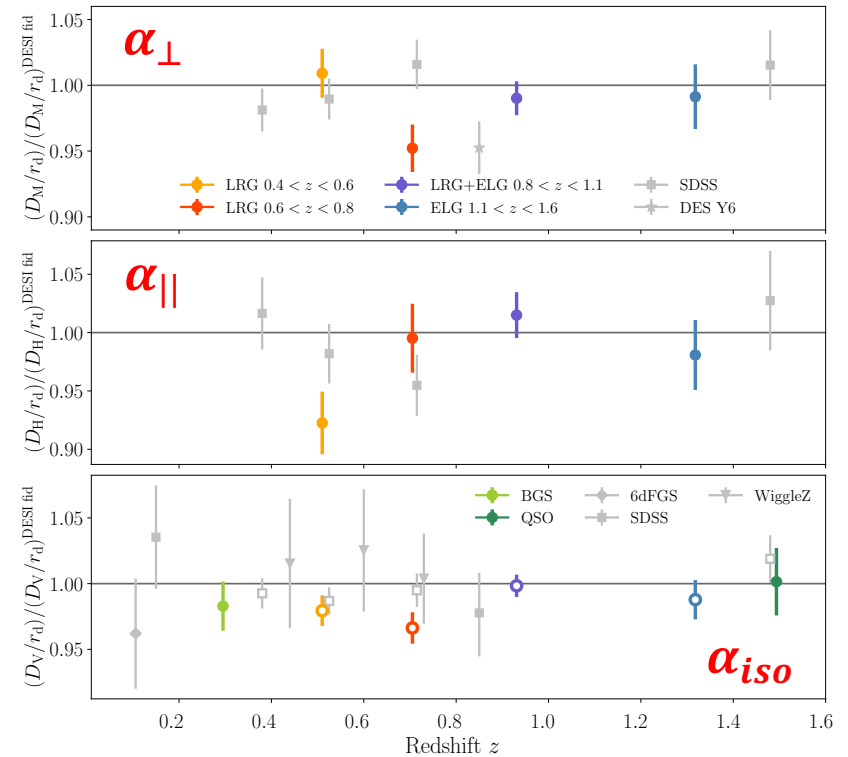 (D_M/r_d)/(D_M/r_d)^DESI fid
1.05
1.00
0.95
0.90
α⊥
LRG 0.4 < z < 0.6
LRG 0.6 < z < 0.8
LRG+ELG 0.8 < z < 1.1
ELG 1.1 < z < 1.6
SDSS
DES Y6
(D_H/r_d)/(D_H/r_d)^DESI fid
1.05
1.00
0.95
0.90
α||
(D_V/r_d)/(D_V/r_d)^DESI fid
1.05
1.00
0.95
BGS
QSO
6dFGS
SDSS
WiggleZ
α_iso
0.2 0.4 0.6 0.8 1.0 1.2 1.4 1.6
Redshift z